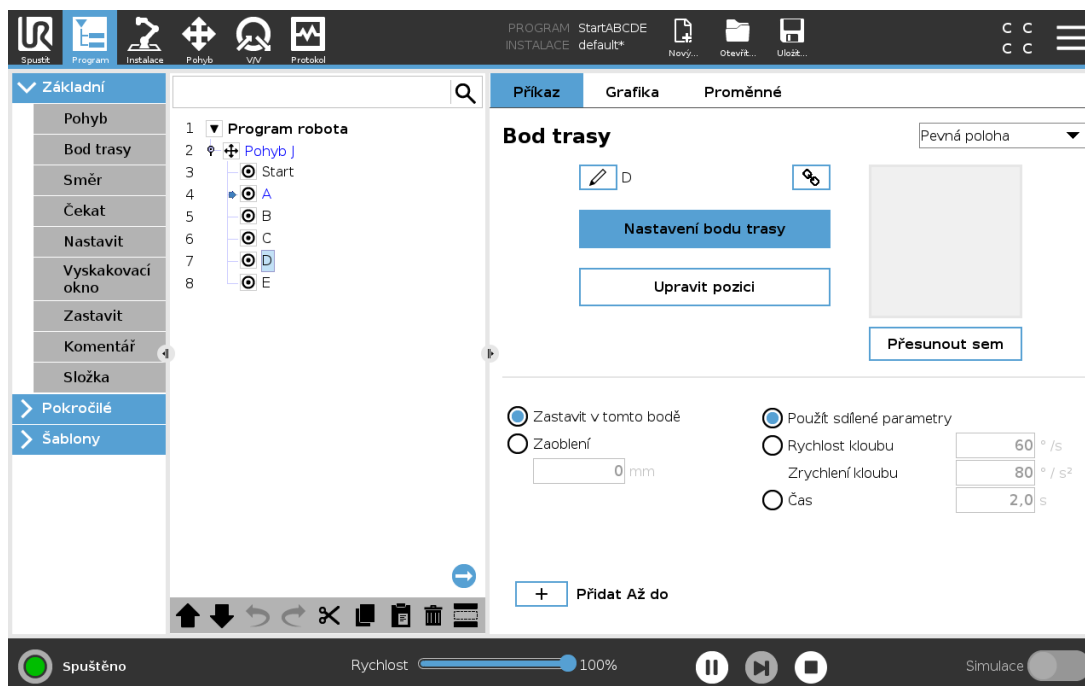 UR
PROGRAM StartABCDE
INSTALACE default*
C C
C C
Spustit Program Instalace Pohyb V/V Protokol Nový... Otevřít... Uložit...
Základní
Pohyb
Bod trasy
Směr
Čekat
Nastavit
Vyskakovací
okno
Zastavit
Komentář
Složka
Pokročilé
Šablony
1 Program robota
2 Pohyb J
3 Start
4 A
5 B
6 C
7 D
8 E
Příkaz Grafika Proměnné
Bod trasy
Pevná poloha
D
Nastavení bodu trasy
Upravit pozici
Přesunout sem
Zastavit v tomto bodě
Zaoblení
0 mm
Použít sdílené parametry
Rychlost kloubu 60 ° /s
Zrychlení kloubu 80 ° / s²
Čas 2,0 s
+ Přidat Až do
Spuštěno
Rychlost 100%
Simulace